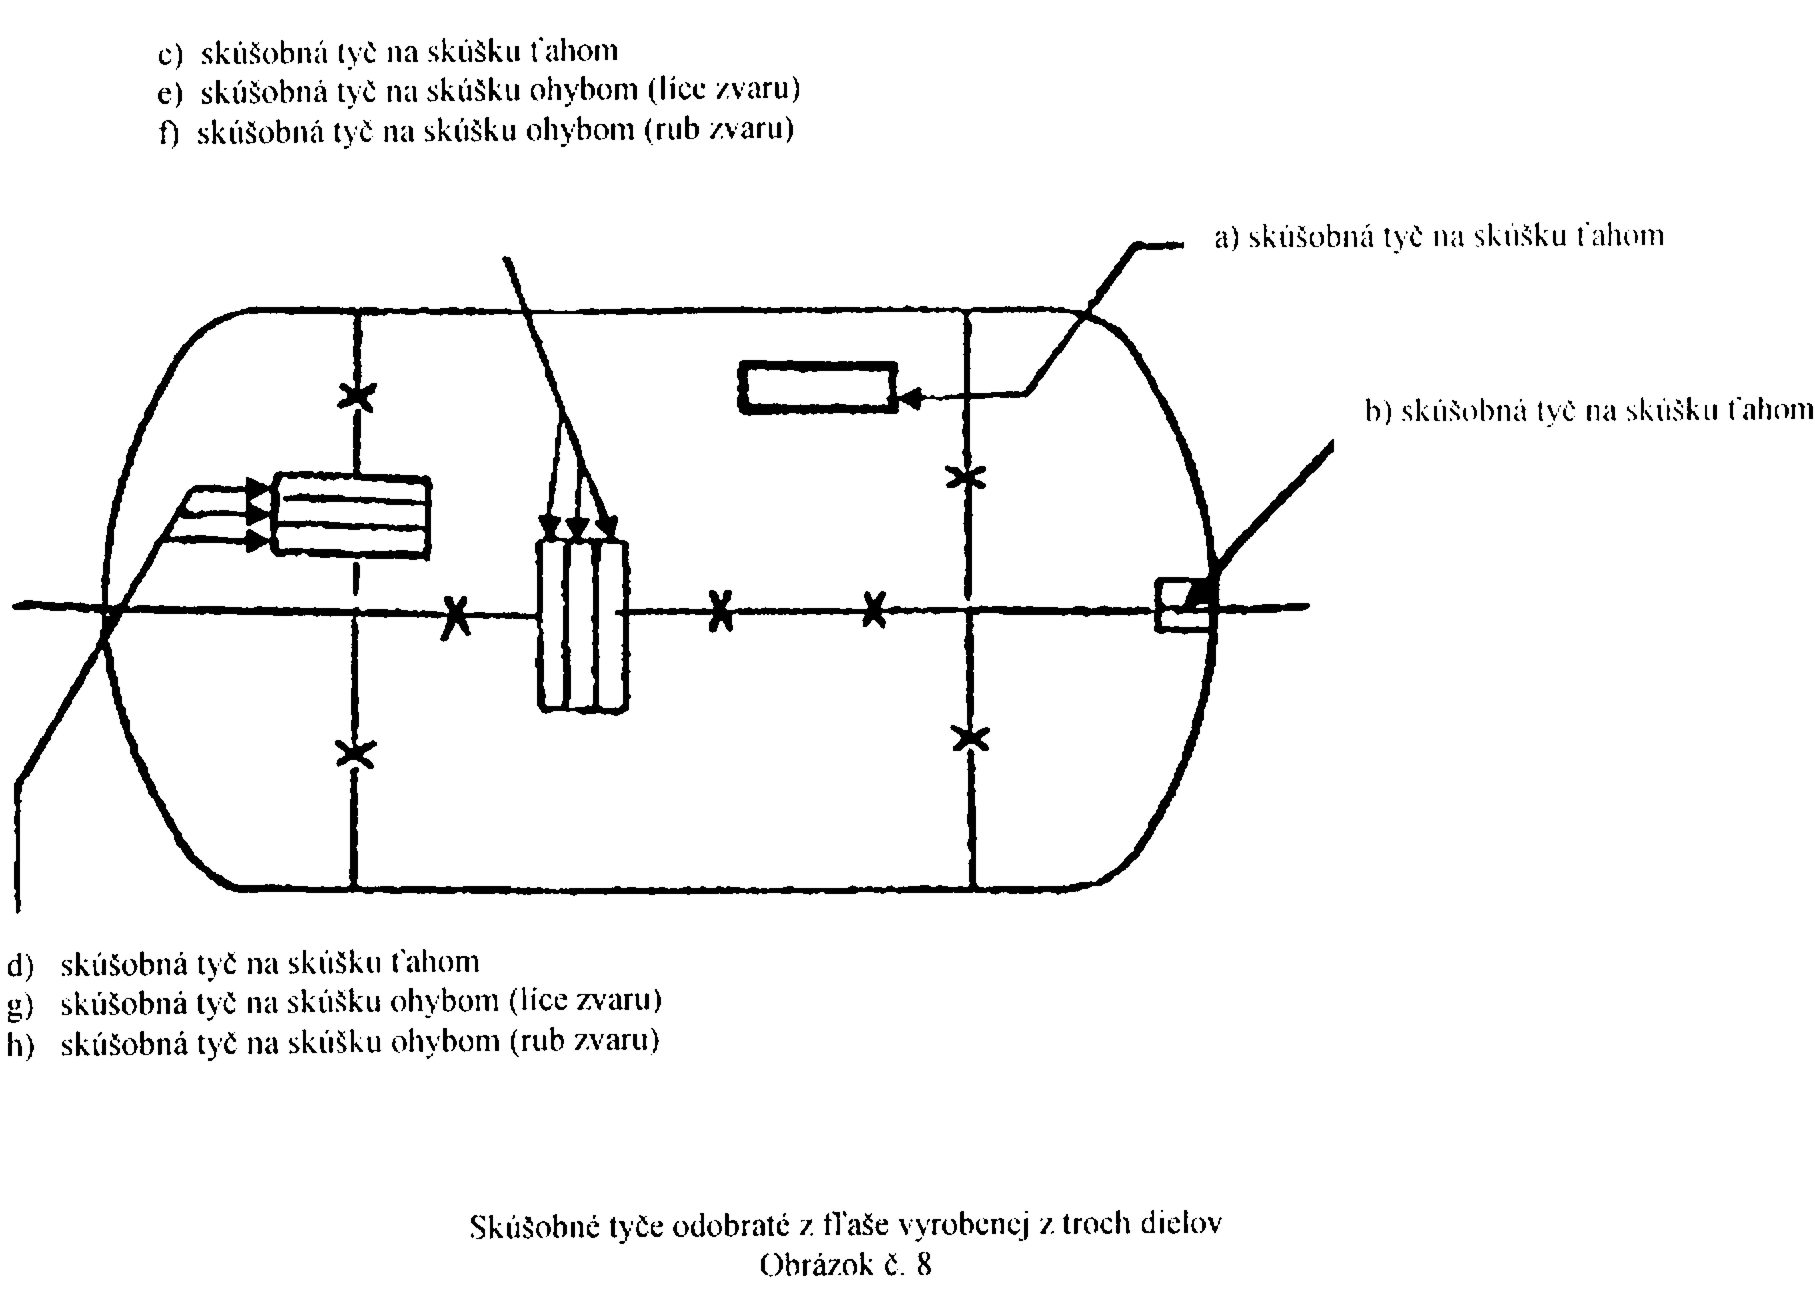 c) skúšobná tyč na skúšku ťahom
e) skúšobná tyč na skúšku ohybom (líce zvaru)
f) skúšobná tyč na skúšku ohybom (rub zvaru)
a) skúšobná tyč na skúšku ťahom
b) skúšobná tyč na skúšku ťahom
d) skúšobná tyč na skúšku ťahom
g) skúšobná tyč na skúšku ohybom (líce zvaru)
h) skúšobná tyč na skúšku ohybom (rub zvaru)
Skúšobné tyče odobraté z fľaše vyrobenej z troch dielov
Obrázok č. 8